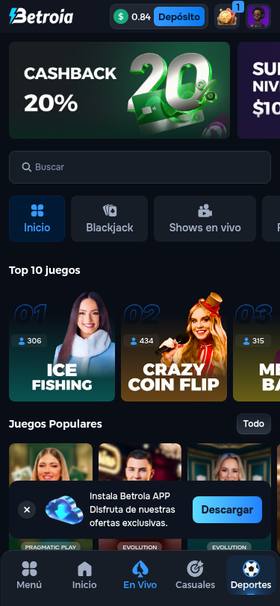 Betroia
$ 0.84 Depósito
1
CASHBACK
20%
20
SU
NIV
$10
Buscar
Inicio
Blackjack
Shows en vivo
Top 10 juegos
01
306
ICE
FISHING
02
434
CRAZY
COIN FLIP
03
315
M
BA
Juegos Populares
Todo
Instala Betroia APP
Disfruta de nuestras
ofertas exclusivas.
Descargar
PRAGMATIC PLAY
EVOLUTION
EVOLUTION
Menú
Inicio
En Vivo
Casuales
Deportes